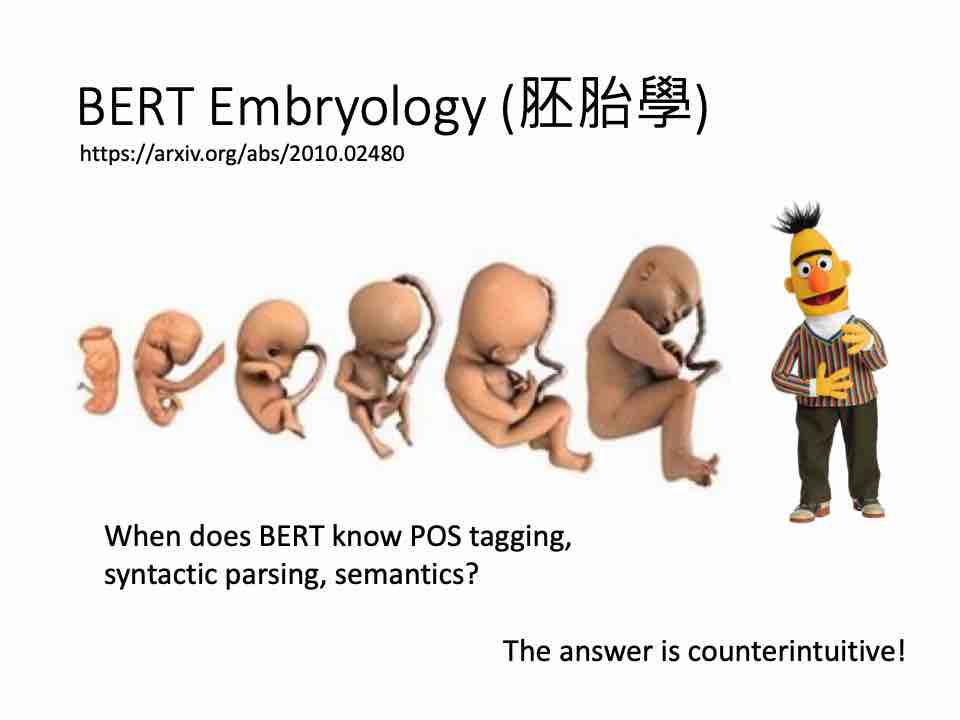 BERT Embryology (胚胎學)
https://arxiv.org/abs/2010.02480
When does BERT know POS tagging,
syntactic parsing, semantics?
The answer is counterintuitive!